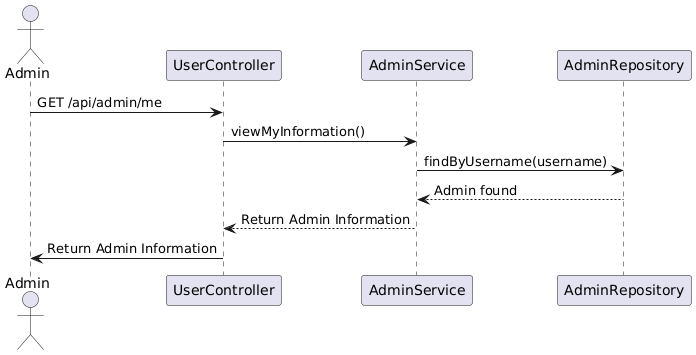 Admin
UserController
AdminService
AdminRepository
GET /api/admin/me
viewMyInformation()
findByUsername(username)
Admin found
Return Admin Information
Return Admin Information
Admin
UserController
AdminService
AdminRepository